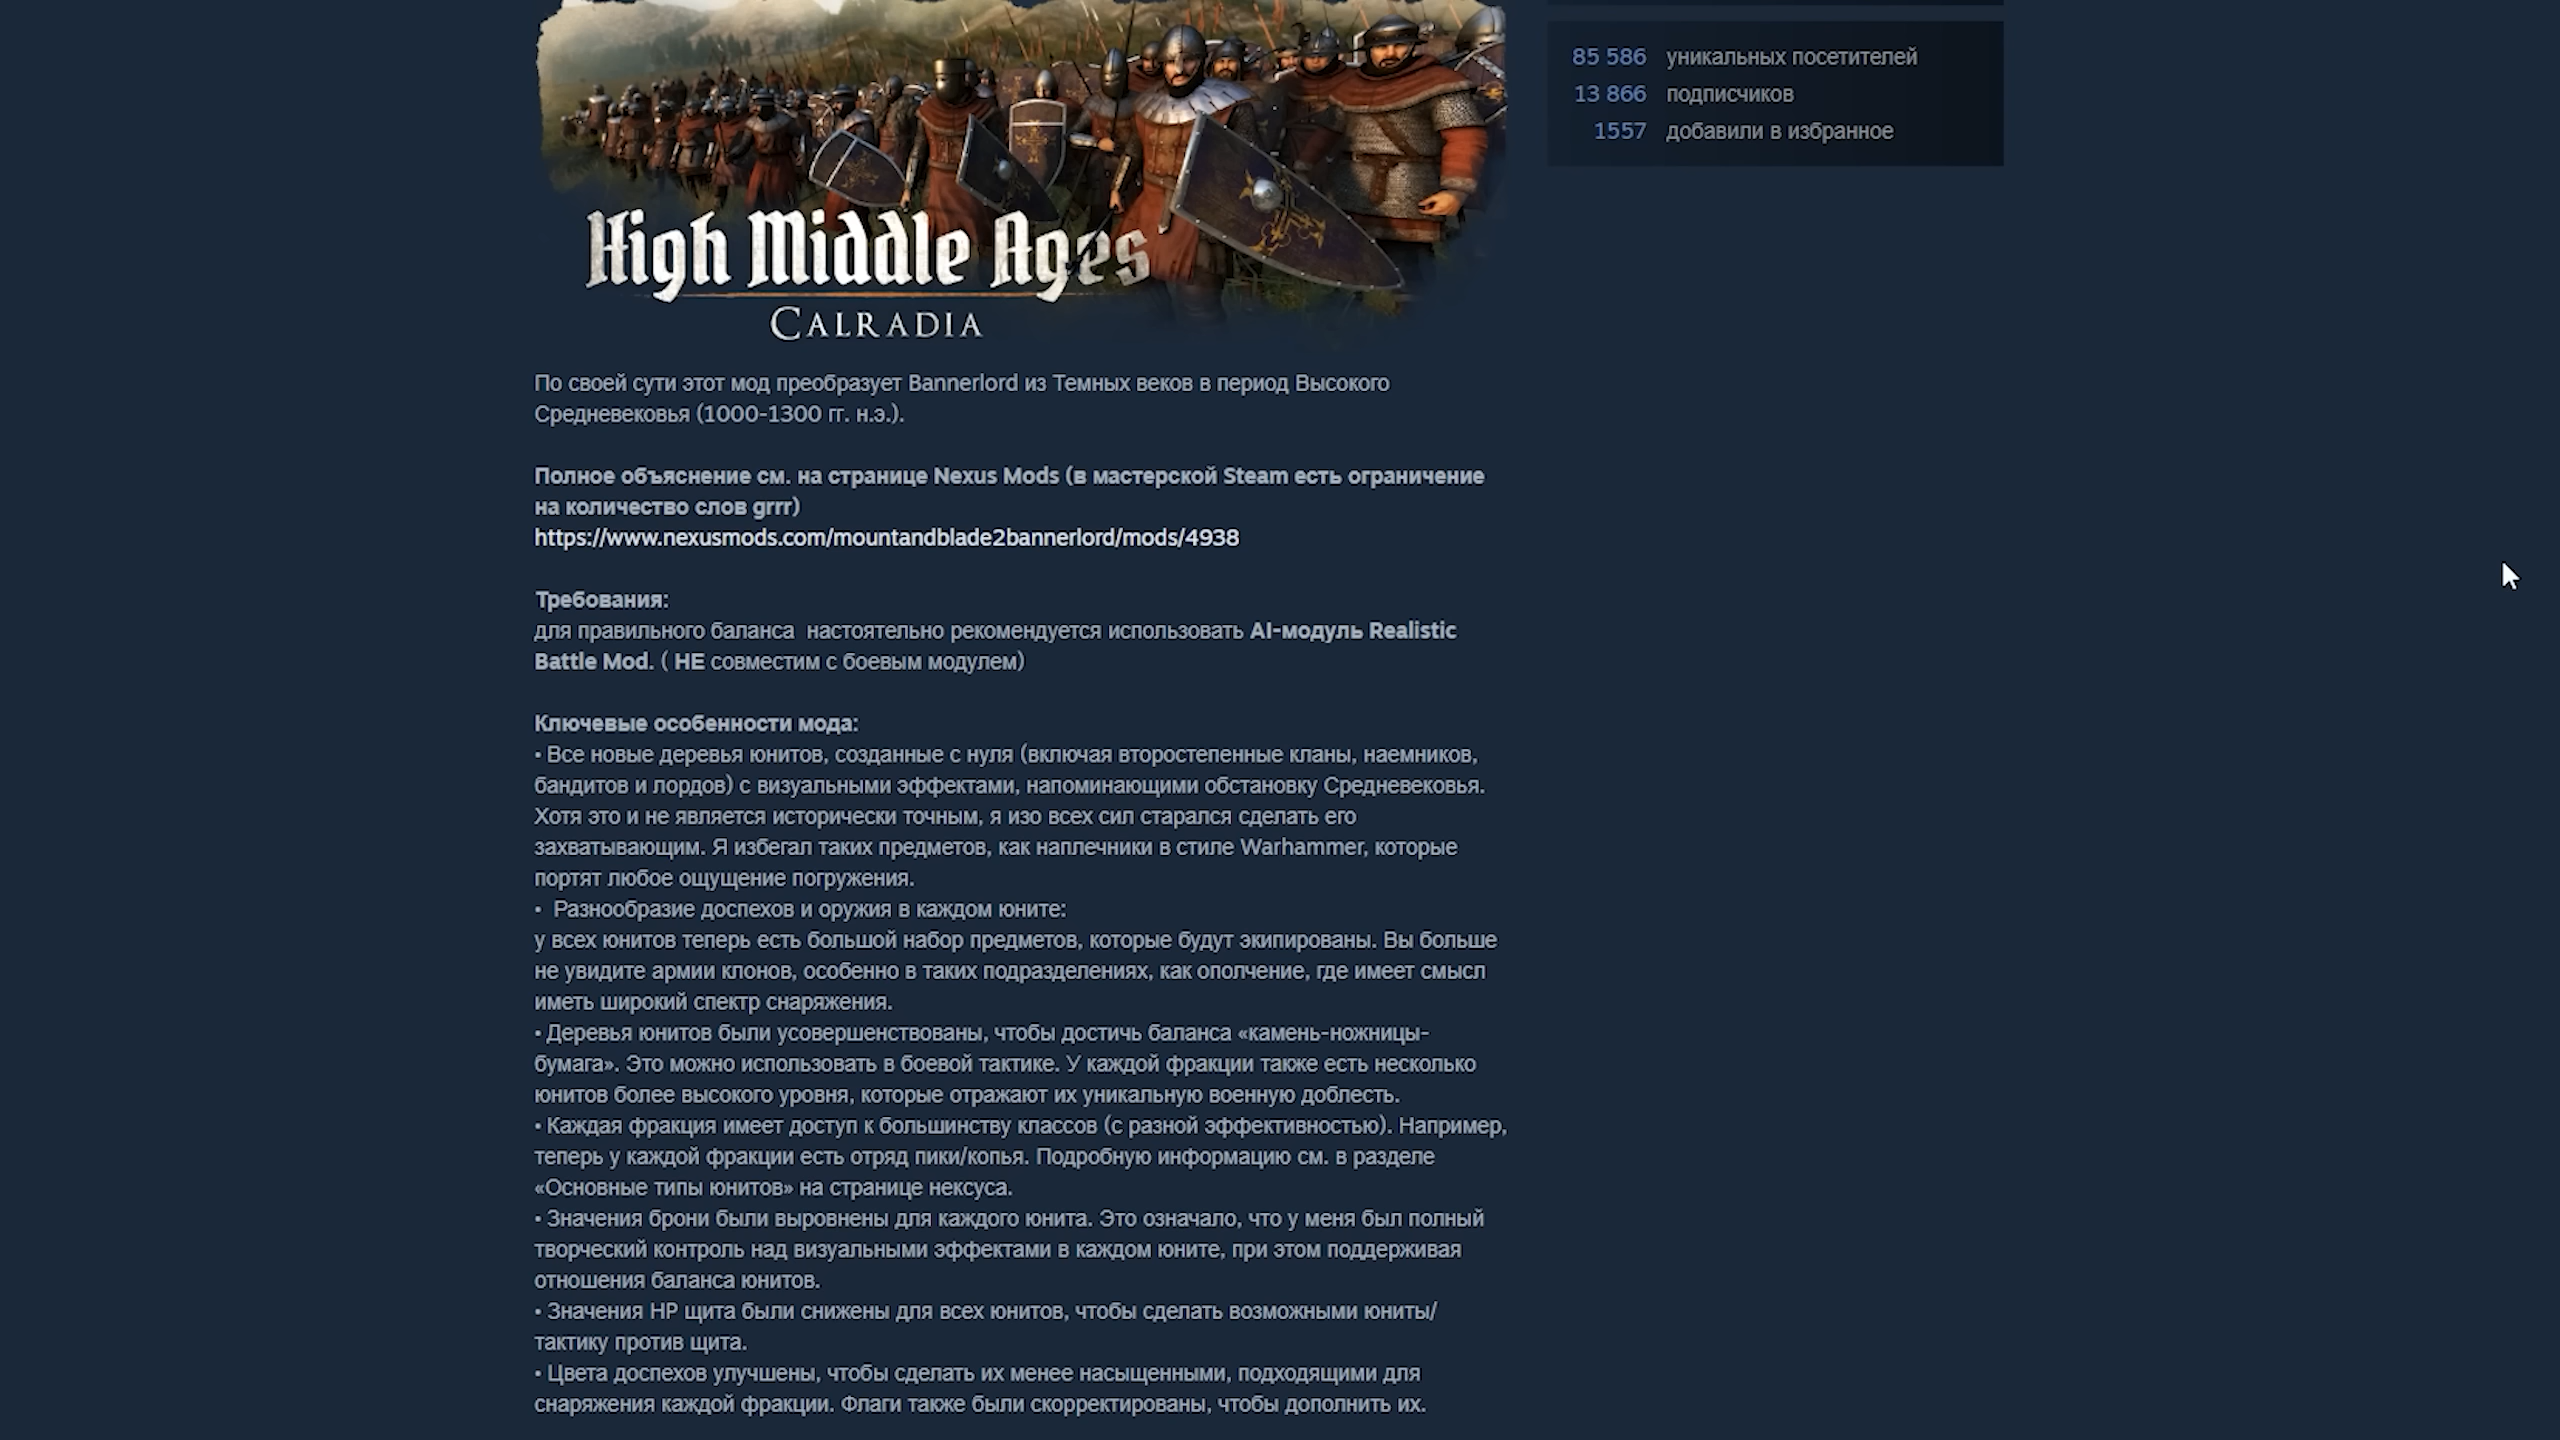 85 586 уникальных посетителей
13 866 подписчиков
1557 добавили в избранное
High Middle Ages
CALRADIA
По своей сути этот мод преобразует Bannerlord из Темных веков в период Высокого
Средневековья (1000-1300 гг. н.э.).
Полное объяснение см. на странице Nexus Mods (в мастерской Steam есть ограничение
на количество слов grrr)
https://www.nexusmods.com/mountandblade2bannerlord/mods/4938
Требования:
для правильного баланса  настоятельно рекомендуется использовать AI-модуль Realistic
Battle Mod. ( НЕ совместим с боевым модулем)
Ключевые особенности мода:
• Все новые деревья юнитов, созданные с нуля (включая второстепенные кланы, наемников,
бандитов и лордов) с визуальными эффектами, напоминающими обстановку Средневековья.
Хотя это и не является исторически точным, я изо всех сил старался сделать его
захватывающим. Я избегал таких предметов, как наплечники в стиле Warhammer, которые
портят любое ощущение погружения.
•  Разнообразие доспехов и оружия в каждом юните:
у всех юнитов теперь есть большой набор предметов, которые будут экипированы. Вы больше
не увидите армии клонов, особенно в таких подразделениях, как ополчение, где имеет смысл
иметь широкий спектр снаряжения.
• Деревья юнитов были усовершенствованы, чтобы достичь баланса «камень-ножницы-
бумага». Это можно использовать в боевой тактике. У каждой фракции также есть несколько
юнитов более высокого уровня, которые отражают их уникальную военную доблесть.
• Каждая фракция имеет доступ к большинству классов (с разной эффективностью). Например,
теперь у каждой фракции есть отряд пики/копья. Подробную информацию см. в разделе
«Основные типы юнитов» на странице нексуса.
• Значения брони были выровнены для каждого юнита. Это означало, что у меня был полный
творческий контроль над визуальными эффектами в каждом юните, при этом поддерживая
отношения баланса юнитов.
• Значения HP щита были снижены для всех юнитов, чтобы сделать возможными юниты/
тактику против щита.
• Цвета доспехов улучшены, чтобы сделать их менее насыщенными, подходящими для
снаряжения каждой фракции. Флаги также были скорректированы, чтобы дополнить их.